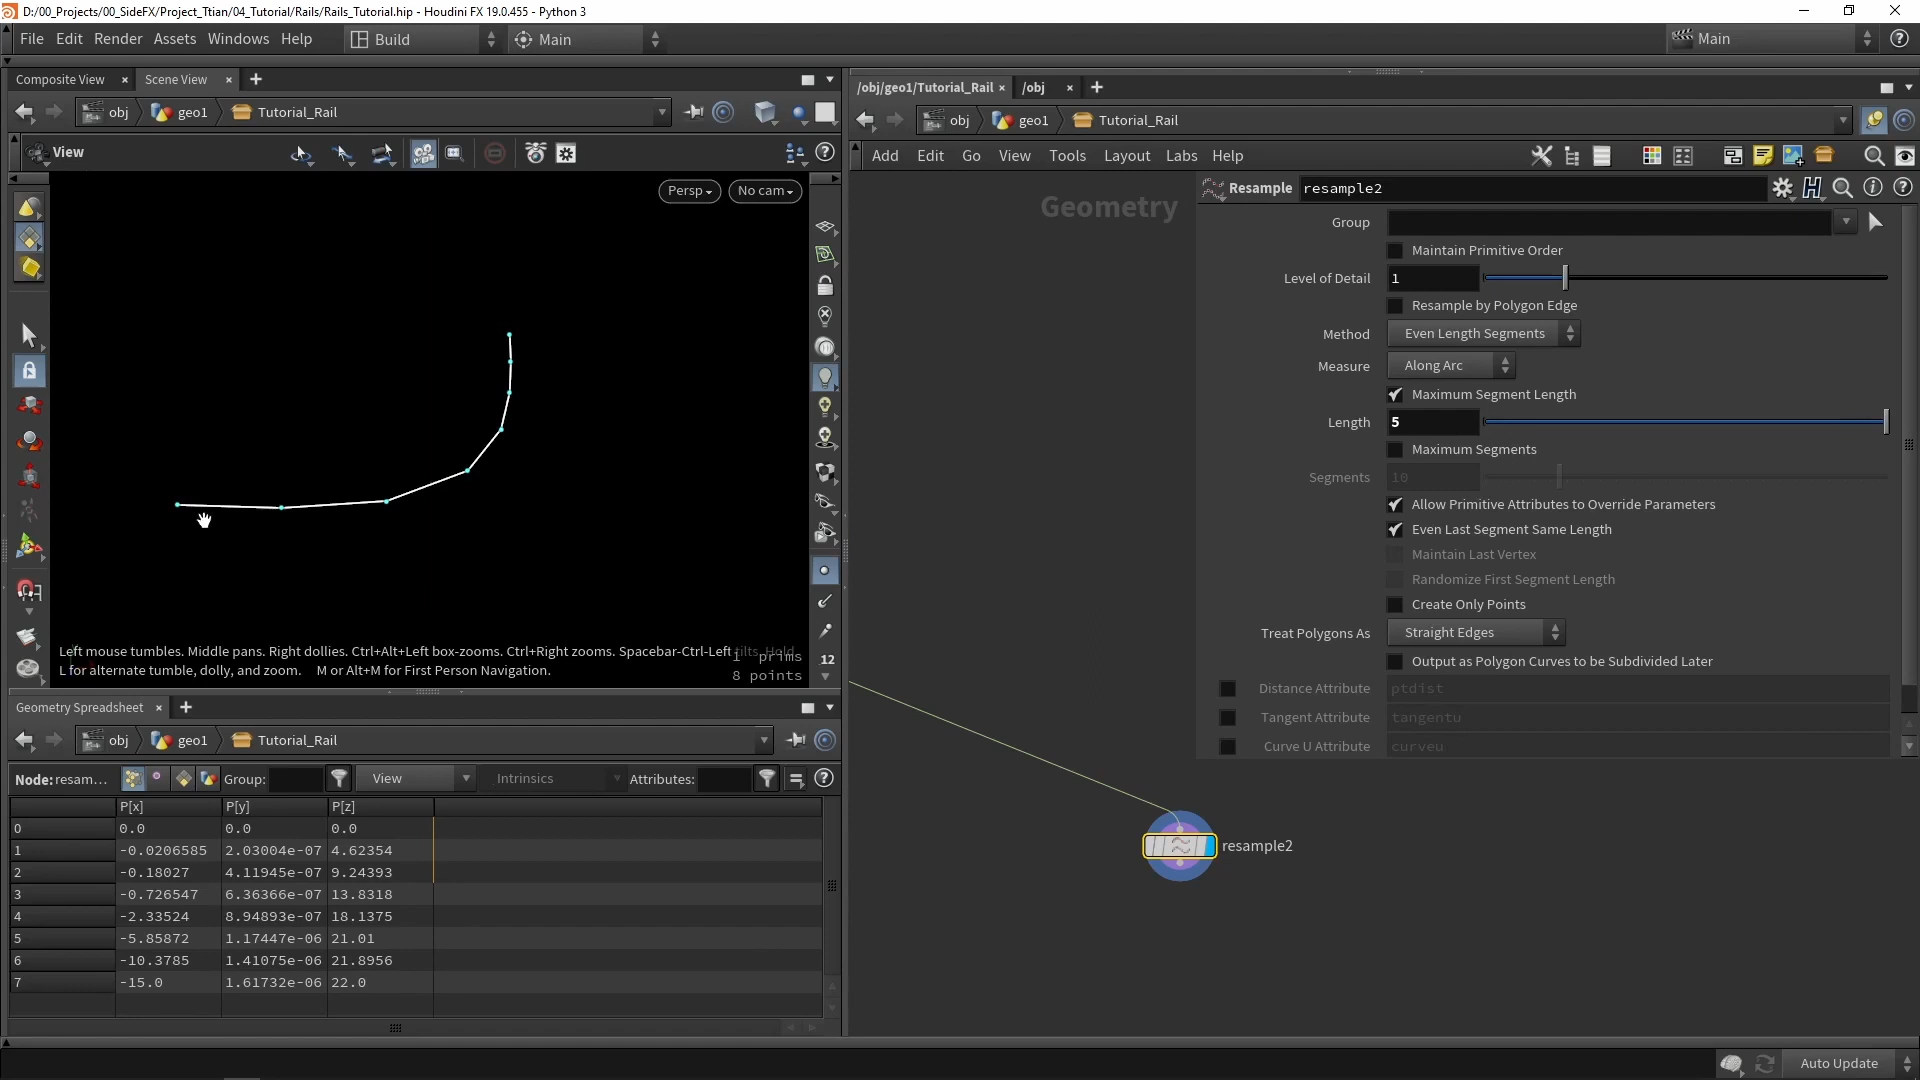 D:/00_Projects/00_SideFX/Project_Ttian/04_Tutorial/Rails/Rails_Tutorial.hip - Houdini FX 19.0.455 - Python 3
File Edit Render Assets Windows Help Build Main Main
Composite View × Scene View ×
obj geo1 Tutorial_Rail
View
Persp No cam
Left mouse tumbles. Middle pans. Right dollies. Ctrl+Alt+Left box-zooms. Ctrl+Right zooms. Spacebar-Ctrl-Left tilts. Hold
L for alternate tumble, dolly, and zoom. M or Alt+M for First Person Navigation.
1 prims
8 points
12
/obj/geo1/Tutorial_Rail × /obj ×
obj geo1 Tutorial_Rail
Add Edit Go View Tools Layout Labs Help
Geometry
Resample resample2
Group
Maintain Primitive Order
Level of Detail 1
Resample by Polygon Edge
Method Even Length Segments
Measure Along Arc
Maximum Segment Length
Length 5
Maximum Segments
Segments 10
Allow Primitive Attributes to Override Parameters
Even Last Segment Same Length
Maintain Last Vertex
Randomize First Segment Length
Create Only Points
Treat Polygons As Straight Edges
Output as Polygon Curves to be Subdivided Later
Distance Attribute ptdist
Tangent Attribute tangentu
Curve U Attribute curveu
resample2
Geometry Spreadsheet ×
obj geo1 Tutorial_Rail
Node: resam... Group: View Intrinsics Attributes:
P[x] P[y] P[z]
0 0.0 0.0 0.0
1 -0.0206585 2.03004e-07 4.62354
2 -0.18027 4.11945e-07 9.24393
3 -0.726547 6.36366e-07 13.8318
4 -2.33524 8.94893e-07 18.1375
5 -5.85872 1.17447e-06 21.01
6 -10.3785 1.41075e-06 21.8956
7 -15.0 1.61732e-06 22.0
Auto Update